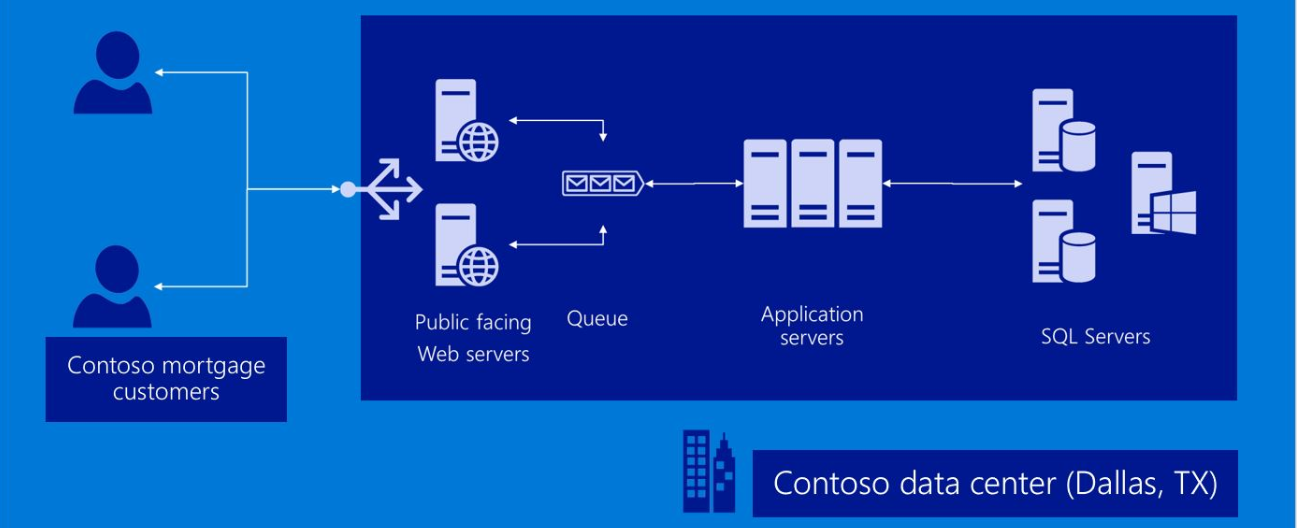 Public facing
Web servers
Queue
Application
servers
SQL Servers
Contoso mortgage
customers
Contoso data center (Dallas, TX)